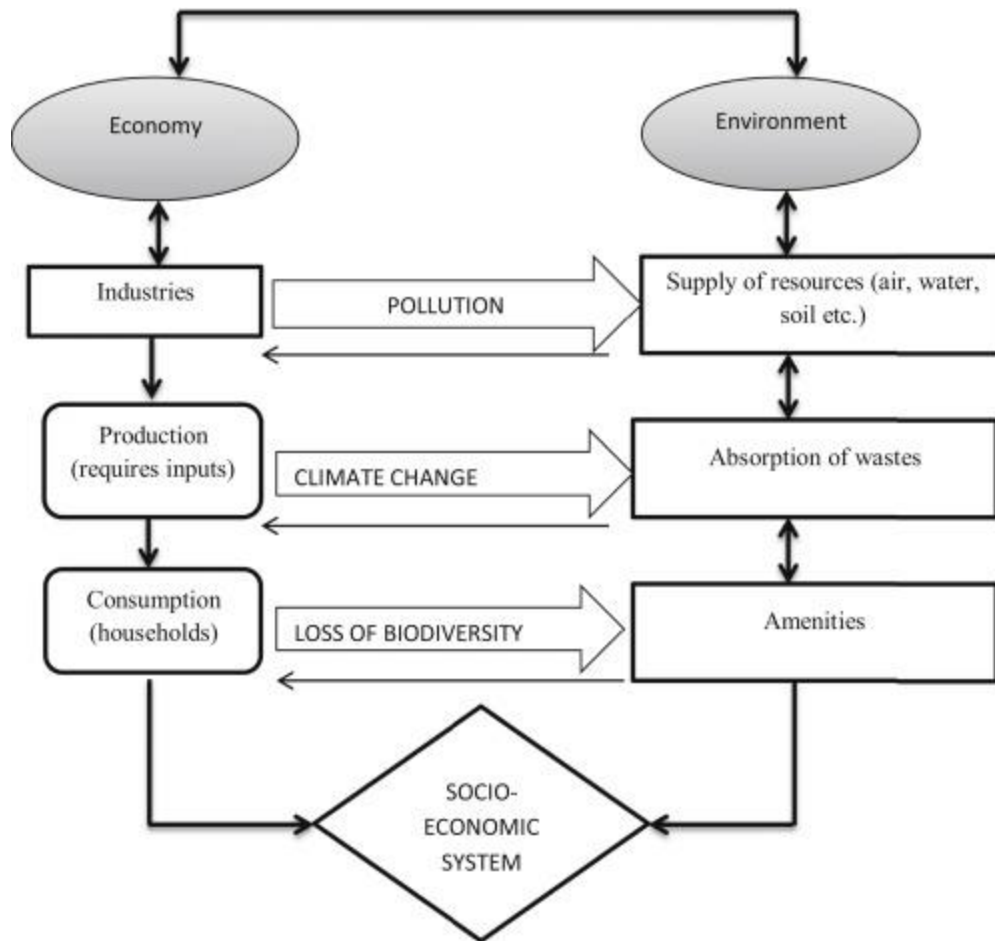 Economy
Environment
Industries
POLLUTION
Supply of resources (air, water,
soil etc.)
Production
(requires inputs)
CLIMATE CHANGE
Absorption of wastes
Consumption
(households)
LOSS OF BIODIVERSITY
Amenities
SOCIO-
ECONOMIC
SYSTEM